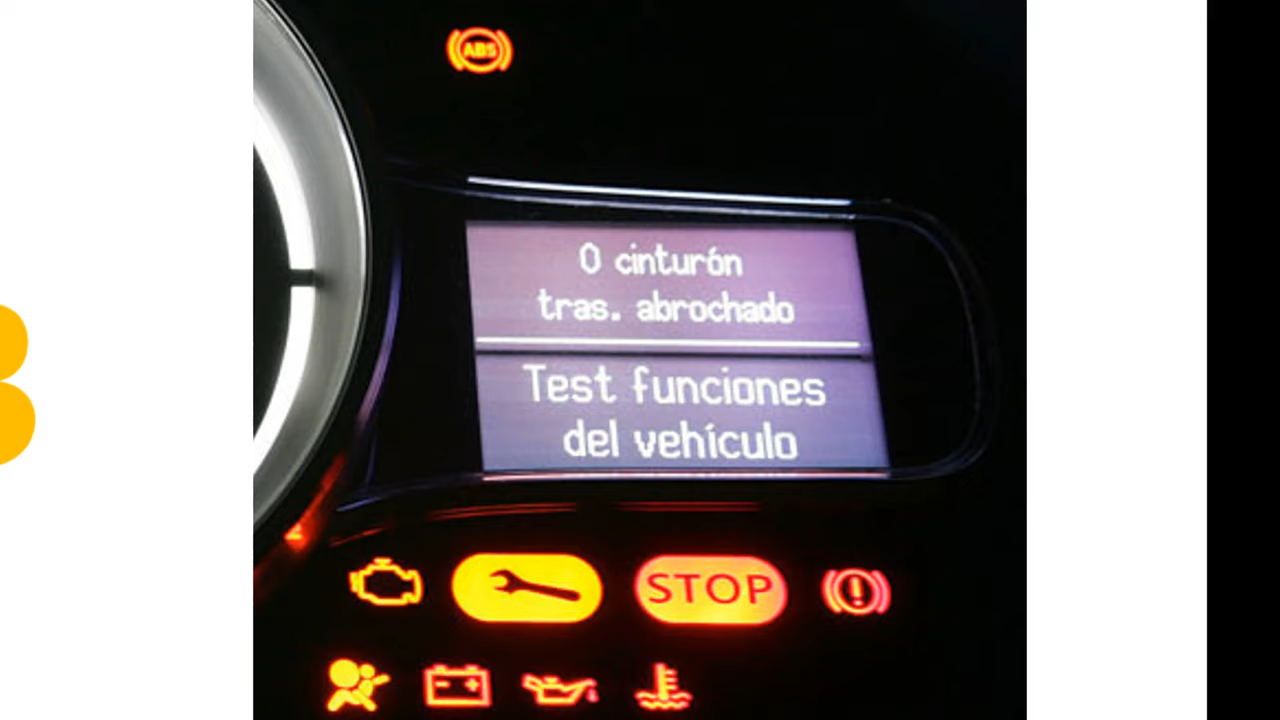 ABS
0 cinturón
tras. abrochado
Test funciones
del vehículo
STOP